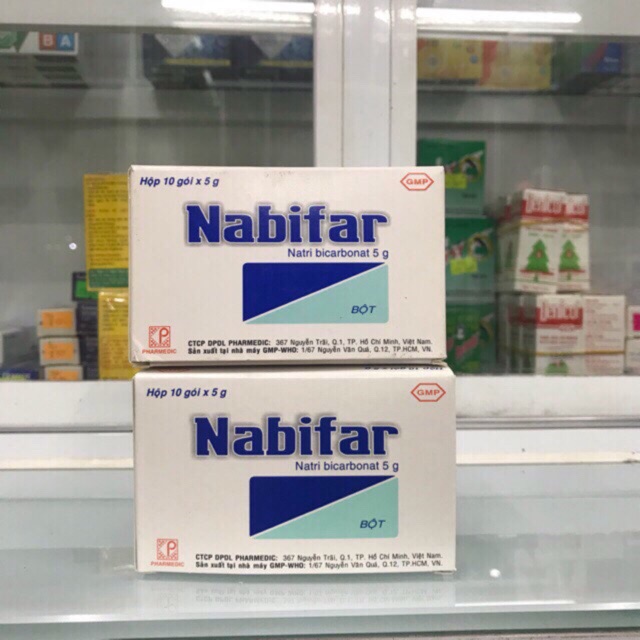 BA
Hộp 10 gói x 5 g
GMP
Nabifar
Natri bicarbonat 5 g
BỘT
PHARMEDIC
CTCP DPDL PHARMEDIC: 367 Nguyễn Trãi, Q.1, TP. Hồ Chí Minh, Việt Nam.
Sản xuất tại nhà máy GMP-WHO: 1/67 Nguyễn Văn Quá, Q.12, TP.HCM, VN.
Hộp 10 gói x 5 g
GMP
Nabifar
Natri bicarbonat 5 g
BỘT
PHARMEDIC
CTCP DPDL PHARMEDIC: 367 Nguyễn Trãi, Q.1, TP. Hồ Chí Minh, Việt Nam.
Sản xuất tại nhà máy GMP-WHO: 1/67 Nguyễn Văn Quá, Q.12, TP.HCM, VN.